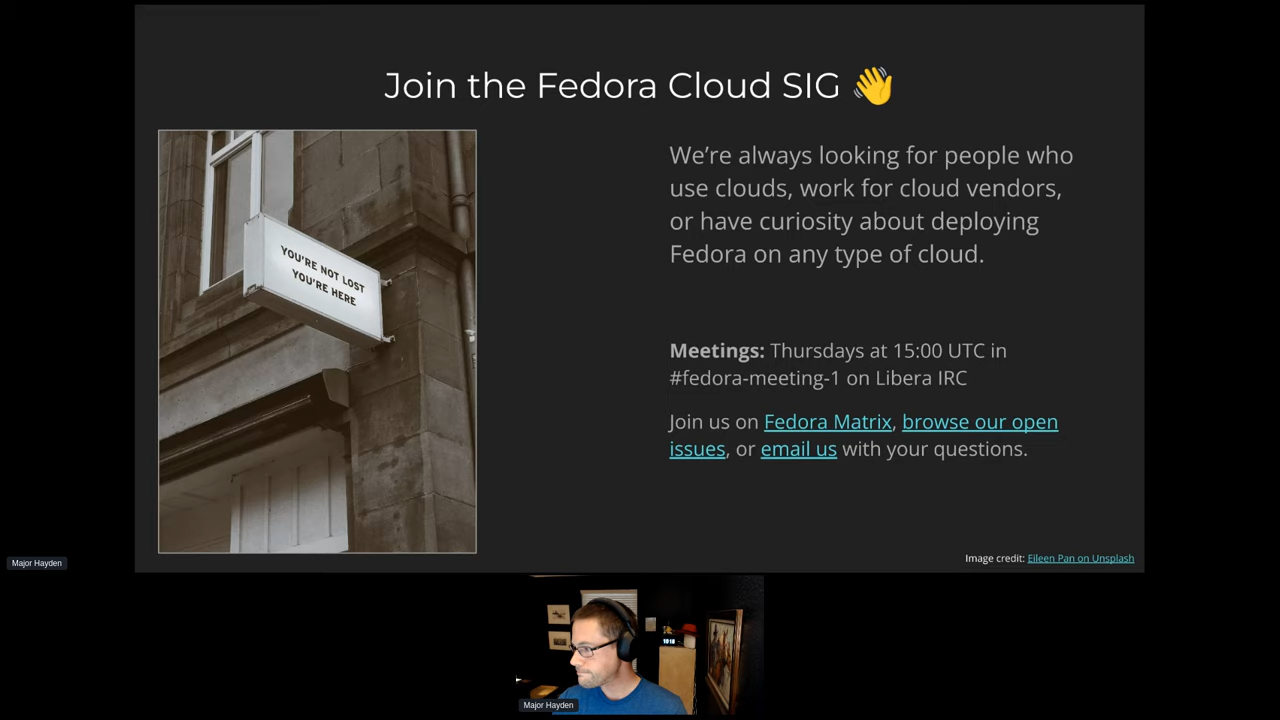 Join the Fedora Cloud SIG 👋
YOU'RE NOT LOST
YOU'RE HERE
We're always looking for people who
use clouds, work for cloud vendors,
or have curiosity about deploying
Fedora on any type of cloud.
Meetings: Thursdays at 15:00 UTC in
#fedora-meeting-1 on Libera IRC
Join us on Fedora Matrix, browse our open
issues, or email us with your questions.
Image credit: Eileen Pan on Unsplash
Major Hayden
Major Hayden